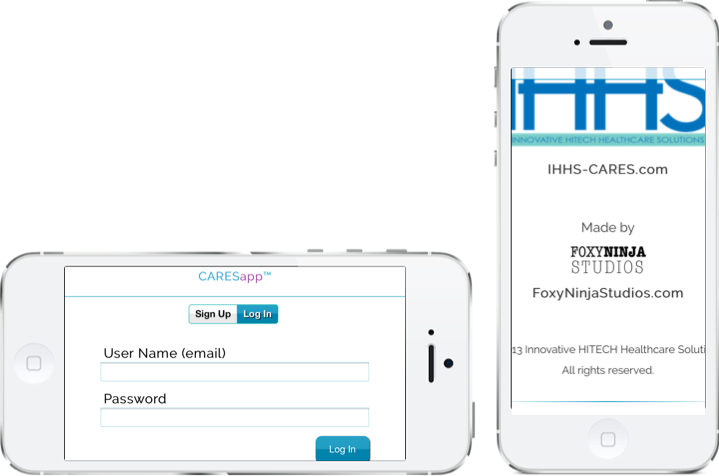 CARESapp™
Sign Up Log In
User Name (email)
Password
Log In
IHHS
INNOVATIVE HITECH HEALTHCARE SOLUTIONS
IHHS-CARES.com
Made by
FOXYNINJA
STUDIOS
FoxyNinjaStudios.com
13 Innovative HITECH Healthcare Soluti
All rights reserved.